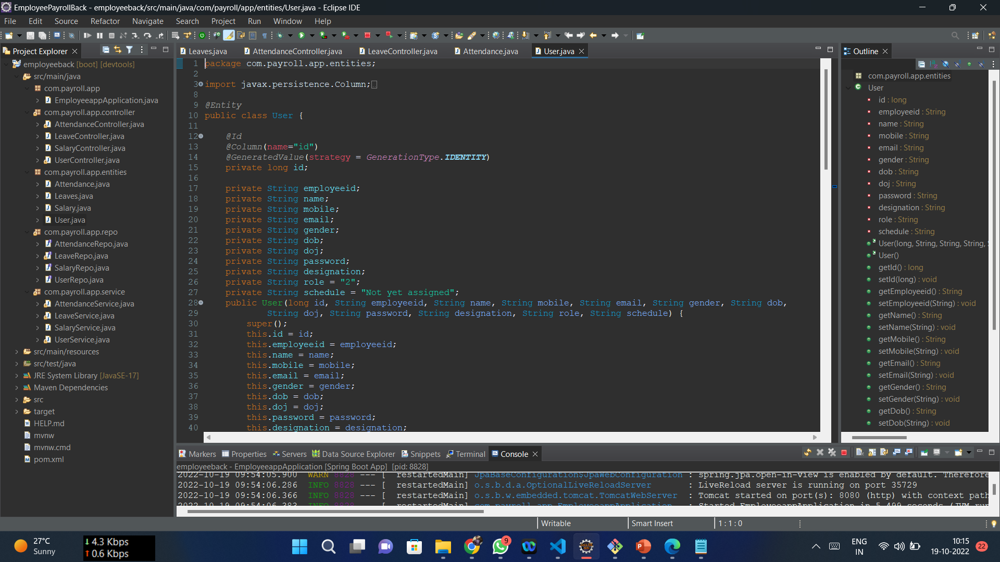 EmployeePayrollBack - employeeback/src/main/java/com/payroll/app/entities/User.java - Eclipse IDE
File Edit Source Refactor Navigate Search Project Run Window Help
Project Explorer
employeeback [boot] [devtools]
src/main/java
com.payroll.app
EmployeeappApplication.java
com.payroll.app.controller
AttendanceController.java
LeaveController.java
SalaryController.java
UserController.java
com.payroll.app.entities
Attendance.java
Leaves.java
Salary.java
User.java
com.payroll.app.repo
AttendanceRepo.java
LeaveRepo.java
SalaryRepo.java
UserRepo.java
com.payroll.app.service
AttendanceService.java
LeaveService.java
SalaryService.java
UserService.java
src/main/resources
src/test/java
JRE System Library [JavaSE-17]
Maven Dependencies
src
target
HELP.md
mvnw
mvnw.cmd
pom.xml
Leaves.java AttendanceController.java LeaveController.java Attendance.java User.java
1 package com.payroll.app.entities;
2
3 import javax.persistence.Column;
8
9 @Entity
10 public class User {
11
12 @Id
13 @Column(name="id")
14 @GeneratedValue(strategy = GenerationType.IDENTITY)
15 private long id;
16
17 private String employeeid;
18 private String name;
19 private String mobile;
20 private String email;
21 private String gender;
22 private String dob;
23 private String doj;
24 private String password;
25 private String designation;
26 private String role = "2";
27 private String schedule = "Not yet assigned";
28 public User(long id, String employeeid, String name, String mobile, String email, String gender, String dob,
29 String doj, String password, String designation, String role, String schedule) {
30 super();
31 this.id = id;
32 this.employeeid = employeeid;
33 this.name = name;
34 this.mobile = mobile;
35 this.email = email;
36 this.gender = gender;
37 this.dob = dob;
38 this.doj = doj;
39 this.password = password;
40 this.designation = designation;
Outline
com.payroll.app.entities
User
id : long
employeeid : String
name : String
mobile : String
email : String
gender : String
dob : String
doj : String
password : String
designation : String
role : String
schedule : String
User(long, String, String, String,
User()
getId() : long
setId(long) : void
getEmployeeid() : String
setEmployeeid(String) : void
getName() : String
setName(String) : void
getMobile() : String
setMobile(String) : void
getEmail() : String
setEmail(String) : void
getGender() : String
setGender(String) : void
getDob() : String
setDob(String) : void
Markers Properties Servers Data Source Explorer Snippets Terminal Console
employeeback - EmployeeappApplication [Spring Boot App] [pid: 8828]
2022-10-19 09:54:05.900 WARN 8828 --- [ restartedMain] JpaBaseConfiguration$JpaWebConfiguration : spring.jpa.open-in-view is enabled by default. Therefore
2022-10-19 09:54:06.286 INFO 8828 --- [ restartedMain] o.s.b.d.a.OptionalLiveReloadServer : LiveReload server is running on port 35729
2022-10-19 09:54:06.366 INFO 8828 --- [ restartedMain] o.s.b.w.embedded.tomcat.TomcatWebServer : Tomcat started on port(s): 8080 (http) with context path
2022-10-19 09:54:06.383 INFO 8828 --- [ restartedMain] com.payroll.app.EmployeeappApplication : Started EmployeeappApplication in 5.499 seconds (JVM run
Writable Smart Insert 1 : 1 : 0
27°C
Sunny
4.3 Kbps
0.6 Kbps
9
ENG
IN
10:15
19-10-2022
22